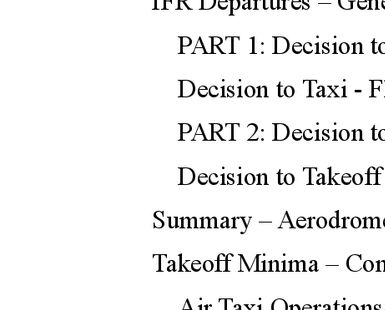 IFR Departures – Gene
PART 1: Decision to
Decision to Taxi - F
PART 2: Decision to
Decision to Takeoff
Summary – Aerodrome
Takeoff Minima – Con
Air Taxi Operations